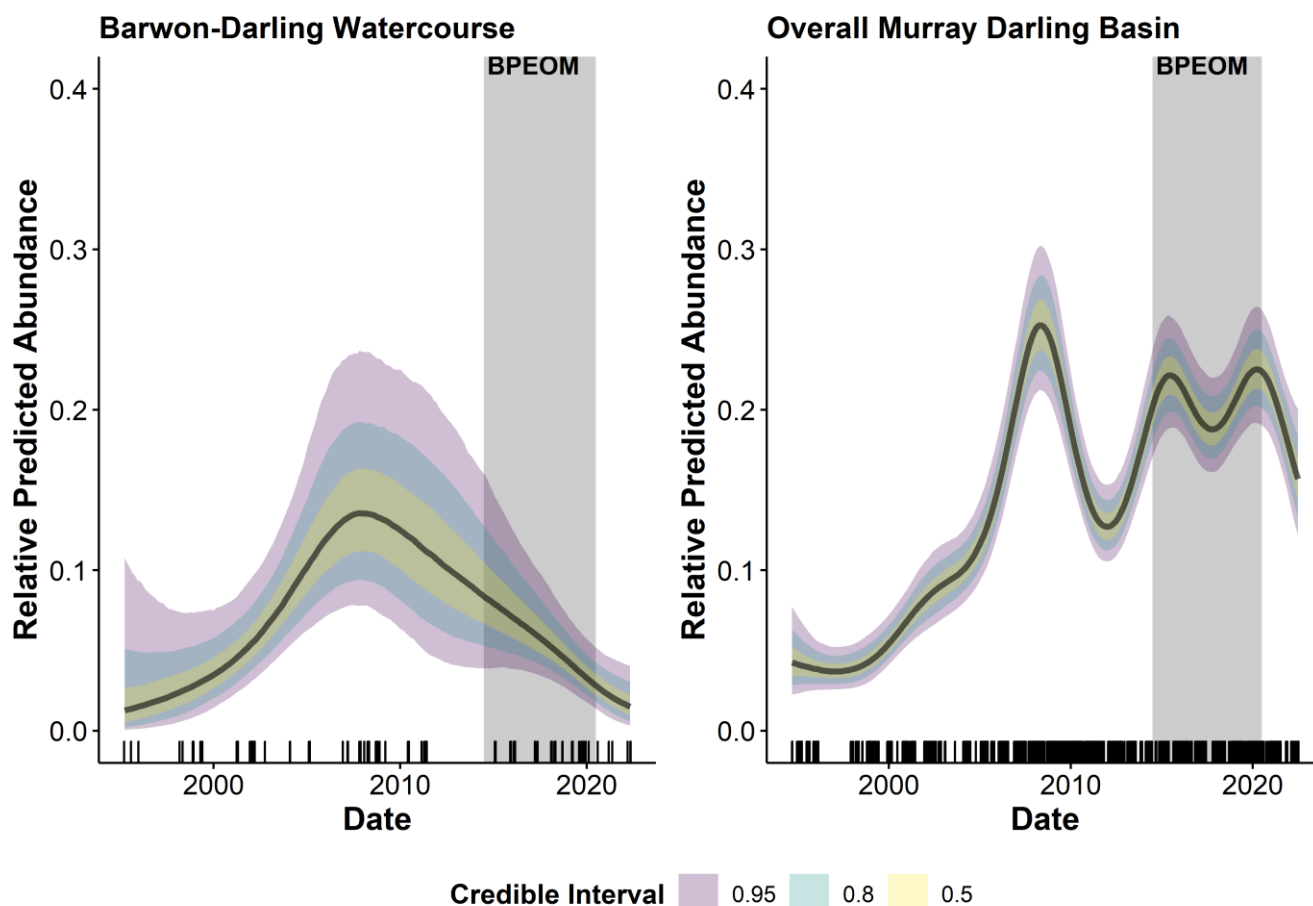 Barwon-Darling Watercourse
BPEOM
Relative Predicted Abundance
0.4
0.3
0.2
0.1
0.0
2000 2010 2020
Date
Overall Murray Darling Basin
BPEOM
Relative Predicted Abundance
0.4
0.3
0.2
0.1
0.0
2000 2010 2020
Date
Credible Interval 0.95 0.8 0.5